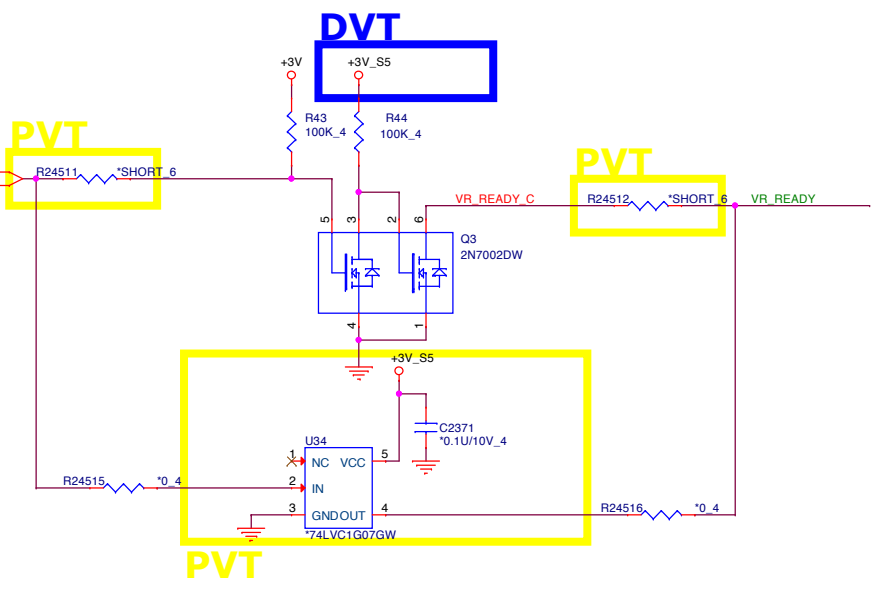 DVT
+3V
+3V_S5
R43
100K_4
R44
100K_4
PVT
R24511
*SHORT_6
PVT
R24512
*SHORT_6
VR_READY_C
VR_READY
5
3
2
6
Q3
2N7002DW
4
1
+3V_S5
C2371
*0.1U/10V_4
U34
1
NC
VCC
5
R24515
*0_4
2
IN
3
GND
OUT
4
R24516
*0_4
*74LVC1G07GW
PVT